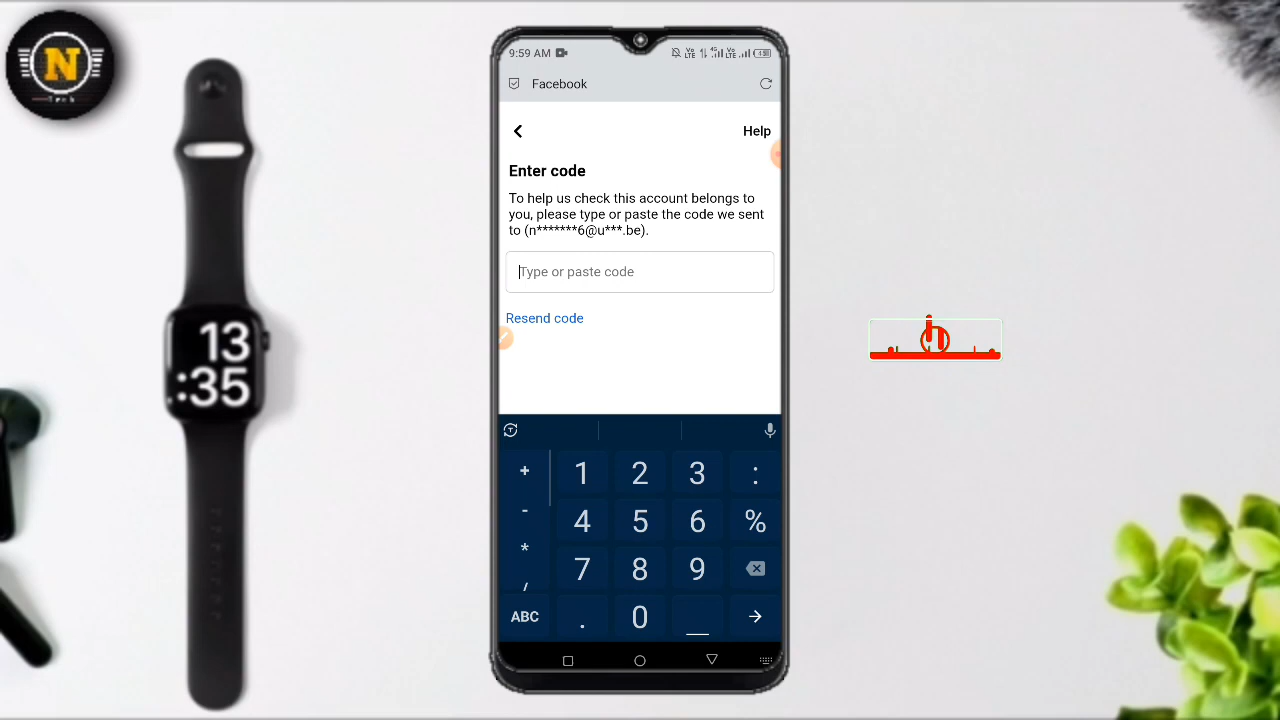 N
Tech
13
:35
9:59 AM
Facebook
Help
Enter code
To help us check this account belongs to
you, please type or paste the code we sent
to (n*******6@u***.be).
Type or paste code
Resend code
+ 1 2 3 :
- 4 5 6 %
* 7 8 9
/
ABC . 0 _
h